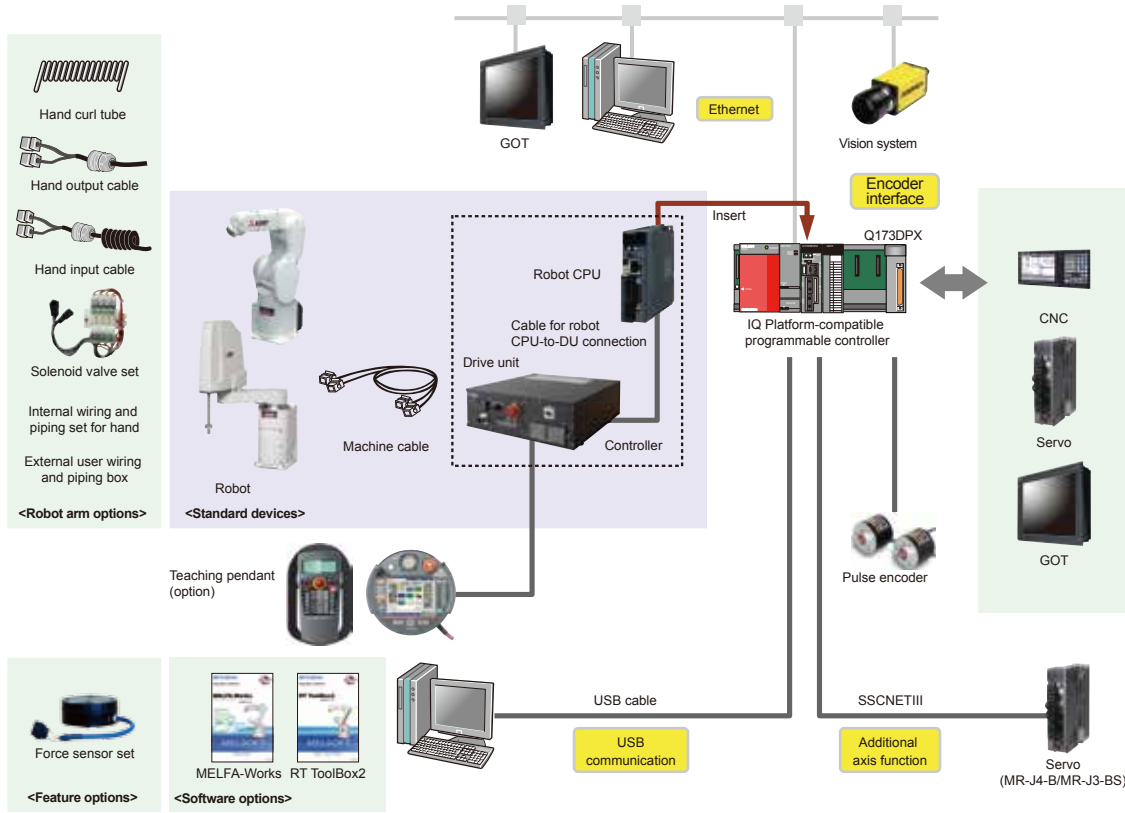 Hand curl tube
Hand output cable
Hand input cable
Solenoid valve set
Internal wiring and
piping set for hand
External user wiring
and piping box
<Robot arm options>
GOT
Ethernet
Vision system
Encoder
interface
Insert
Q173DPX
Robot CPU
IQ Platform-compatible
programmable controller
Cable for robot
CPU-to-DU connection
Drive unit
Machine cable
Controller
Robot
<Standard devices>
CNC
Servo
GOT
Pulse encoder
Teaching pendant
(option)
Force sensor set
<Feature options>
MELFA-Works
RT ToolBox2
MELFA-Works RT ToolBox2
<Software options>
USB cable
USB
communication
SSCNETIII
Additional
axis function
Servo
(MR-J4-B/MR-J3-BS)